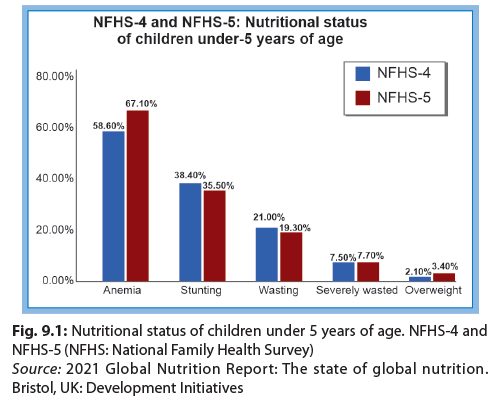 NFHS-4 and NFHS-5: Nutritional status
of children under-5 years of age
NFHS-4
NFHS-5
80.00%
60.00%
40.00%
20.00%
0.00%
58.60%
67.10%
38.40%
35.50%
21.00%
19.30%
7.50%
7.70%
2.10%
3.40%
Anemia
Stunting
Wasting
Severely wasted
Overweight
Fig. 9.1: Nutritional status of children under 5 years of age. NFHS-4 and
NFHS-5 (NFHS: National Family Health Survey)
Source: 2021 Global Nutrition Report: The state of global nutrition.
Bristol, UK: Development Initiatives